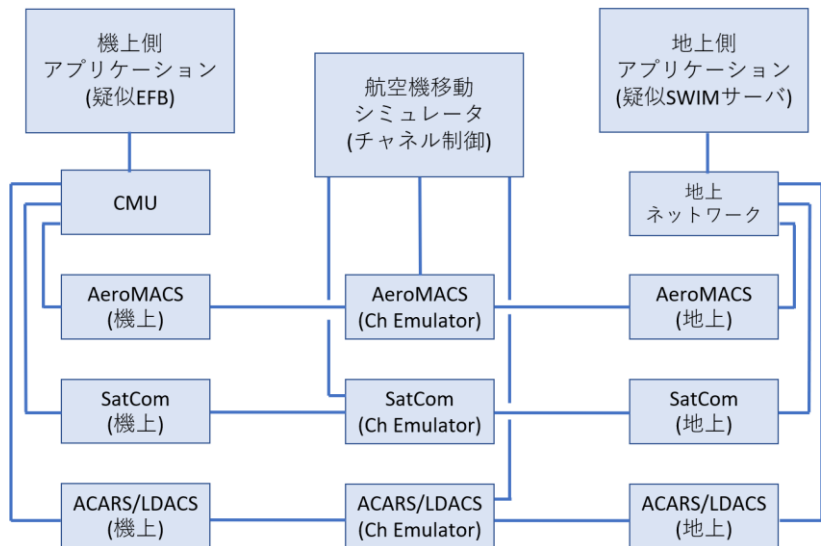 機上側
アプリケーション
(疑似EFB)
航空機移動
シミュレータ
(チャネル制御)
地上側
アプリケーション
(疑似SWIMサーバ)
CMU
地上
ネットワーク
AeroMACS
(機上)
AeroMACS
(Ch Emulator)
AeroMACS
(地上)
SatCom
(機上)
SatCom
(Ch Emulator)
SatCom
(地上)
ACARS/LDACS
(機上)
ACARS/LDACS
(Ch Emulator)
ACARS/LDACS
(地上)